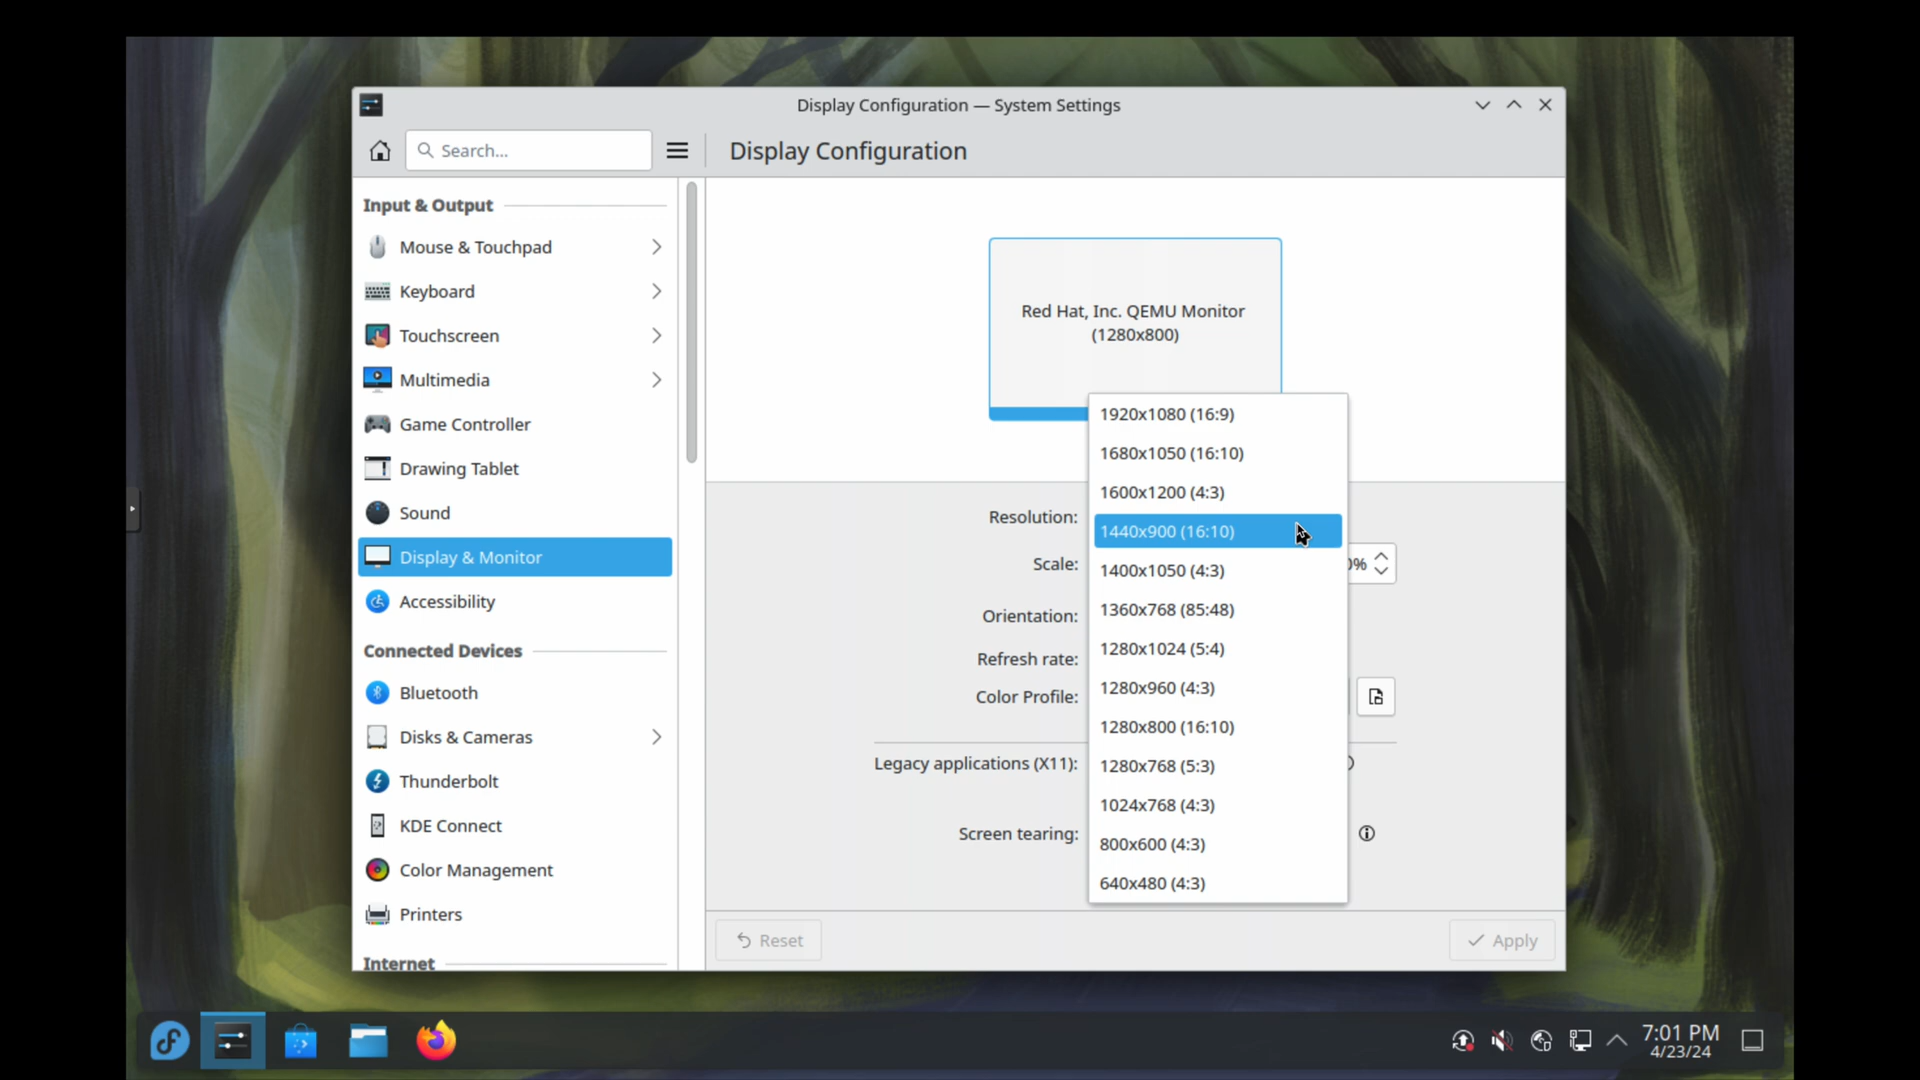 Display Configuration — System Settings
Search...
Display Configuration
Input & Output
Mouse & Touchpad
Keyboard
Touchscreen
Multimedia
Game Controller
Drawing Tablet
Sound
Display & Monitor
Accessibility
Connected Devices
Bluetooth
Disks & Cameras
Thunderbolt
KDE Connect
Color Management
Printers
Internet
Red Hat, Inc. QEMU Monitor
(1280x800)
Resolution:
Scale:
Orientation:
Refresh rate:
Color Profile:
Legacy applications (X11):
Screen tearing:
1920x1080 (16:9)
1680x1050 (16:10)
1600x1200 (4:3)
1440x900 (16:10)
1400x1050 (4:3)
1360x768 (85:48)
1280x1024 (5:4)
1280x960 (4:3)
1280x800 (16:10)
1280x768 (5:3)
1024x768 (4:3)
800x600 (4:3)
640x480 (4:3)
Reset
Apply
7:01 PM
4/23/24